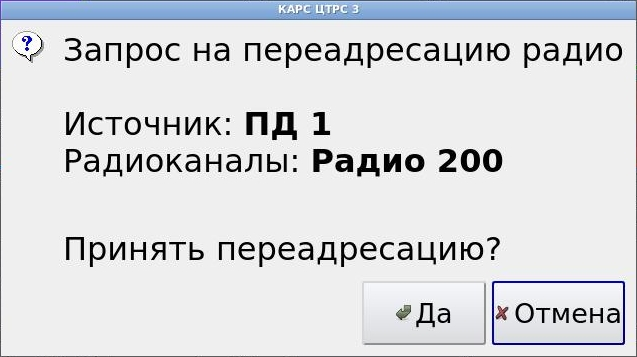 КАРС ЦТРС 3
Запрос на переадресацию радио
Источник: ПД 1
Радиоканалы: Радио 200
Принять переадресацию?
Да
Отмена